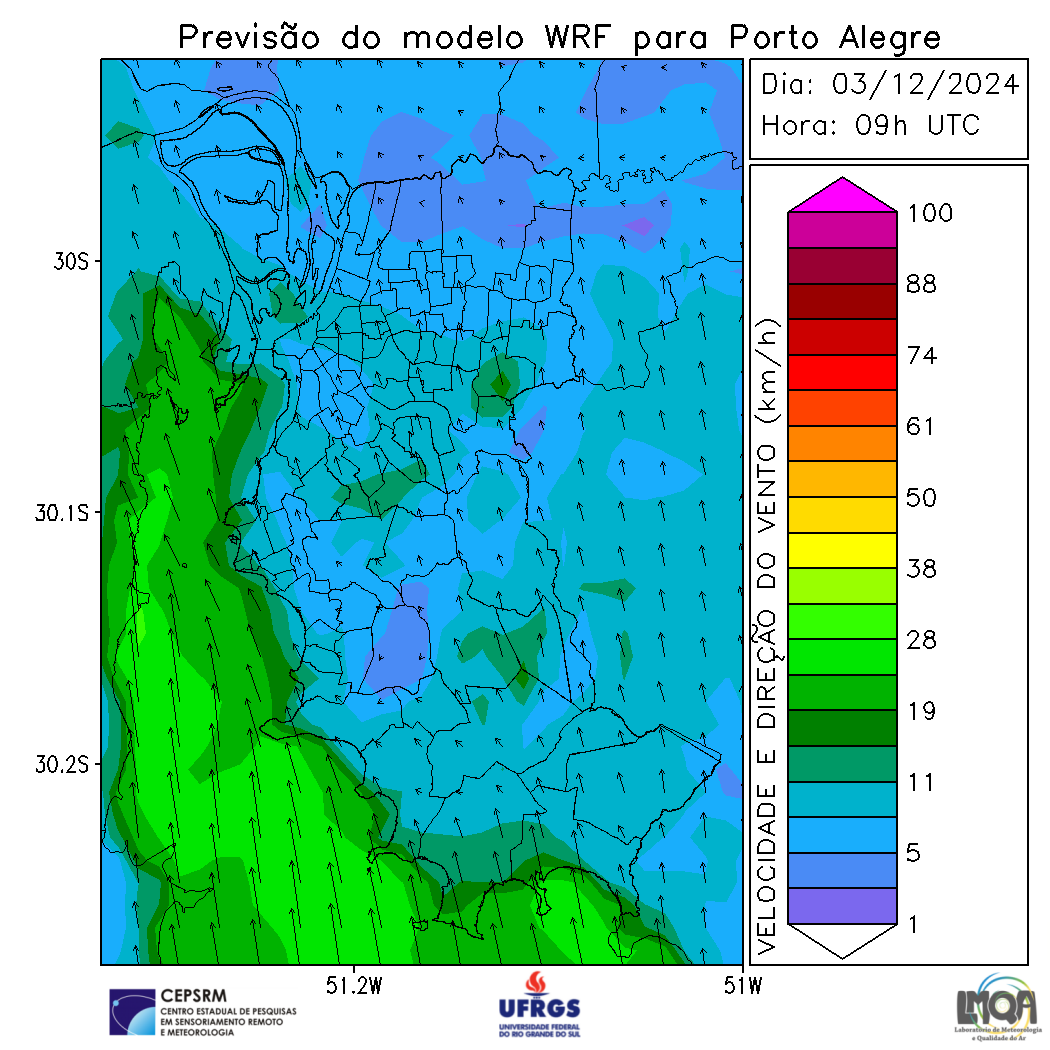 Previsão do modelo WRF para Porto Alegre
Dia: 03/12/2024
Hora: 09h UTC
30S
30.1S
30.2S
51.2W
51W
VELOCIDADE E DIREÇÃO DO VENTO (km/h)
100
88
74
61
50
38
28
19
11
5
1
CEPSRM
CENTRO ESTADUAL DE PESQUISAS
EM SENSORIAMENTO REMOTO
E METEOROLOGIA
UFRGS
UNIVERSIDADE FEDERAL
DO RIO GRANDE DO SUL
LMQA
Laboratório de Meteorologia
e Qualidade do Ar